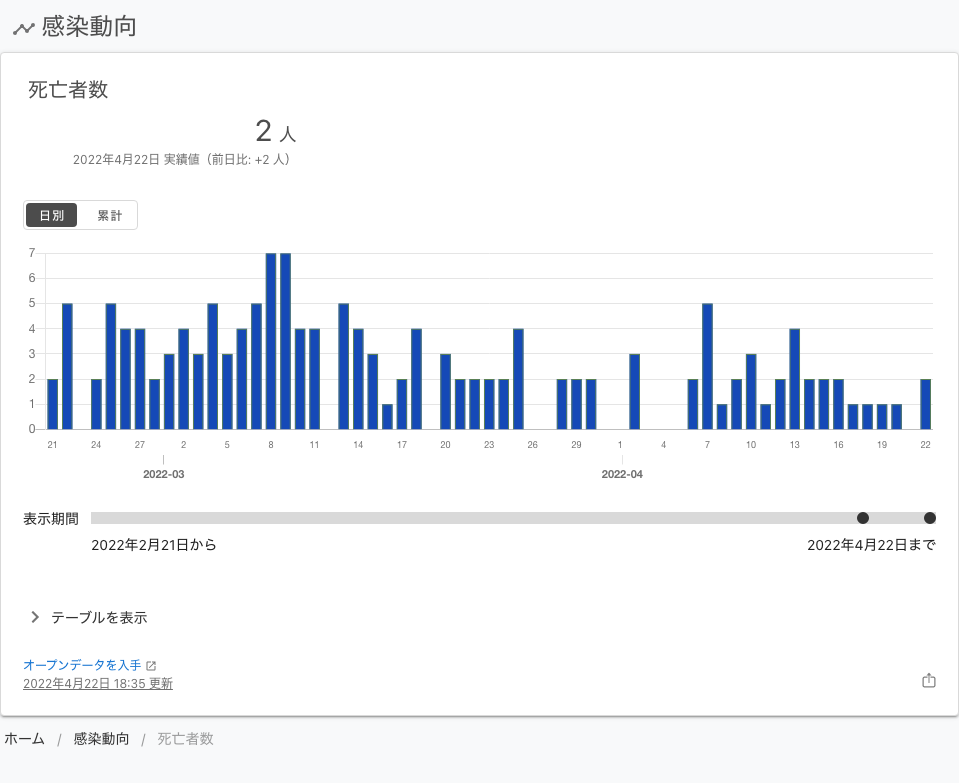 感染動向
死亡者数
2 人
2022年4月22日 実績値（前日比: +2 人）
日別 累計
7
6
5
4
3
2
1
0
21 24 27 2 5 8 11 14 17 20 23 26 29 1 4 7 10 13 16 19 22
2022-03 2022-04
表示期間
2022年2月21日から 2022年4月22日まで
テーブルを表示
オープンデータを入手
2022年4月22日 18:35 更新
ホーム / 感染動向 / 死亡者数